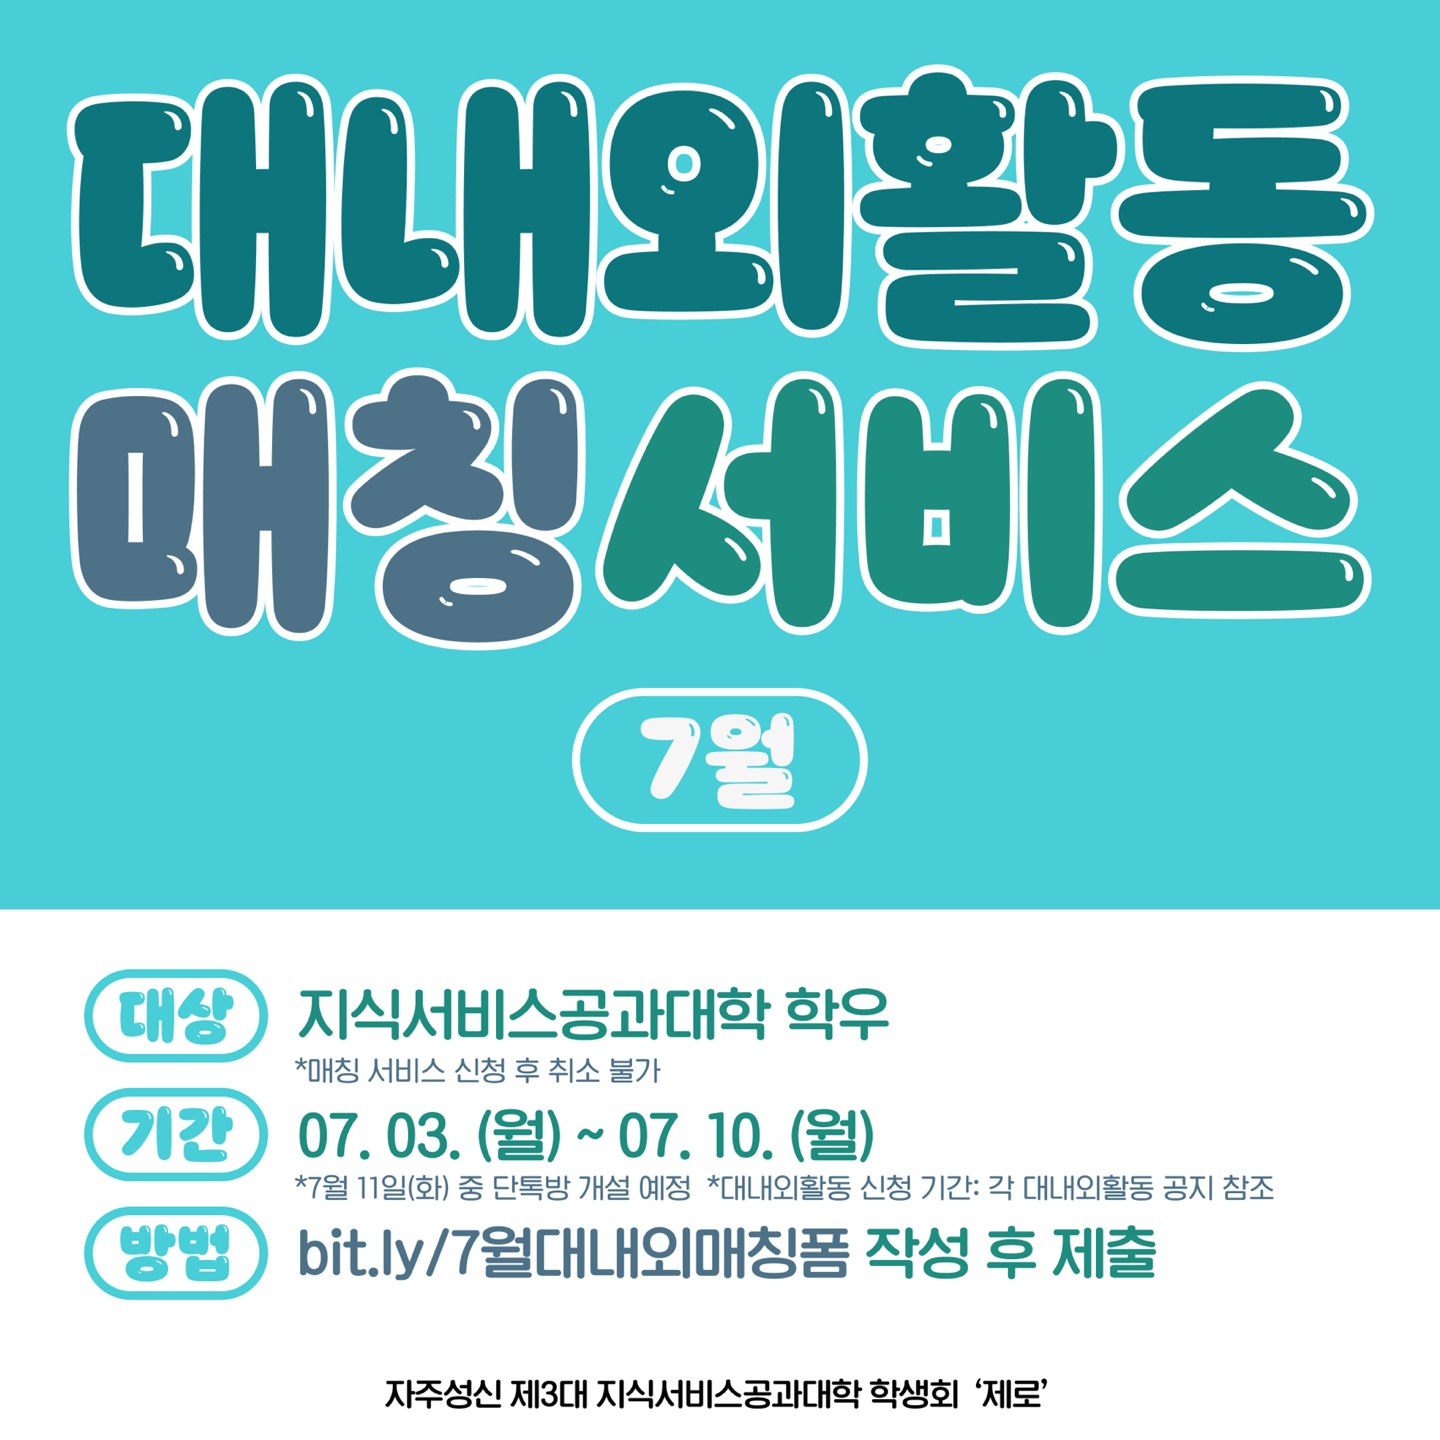 대내외활동
매칭서비스
7월
대상 지식서비스공과대학 학우
*매칭 서비스 신청 후 취소 불가
기간 07. 03. (월) ~ 07. 10. (월)
*7월 11일(화) 중 단톡방 개설 예정 *대내외활동 신청 기간: 각 대내외활동 공지 참조
방법 bit.ly/7월대내외매칭폼 작성 후 제출
자주성신 제3대 지식서비스공과대학 학생회 ‘제로’